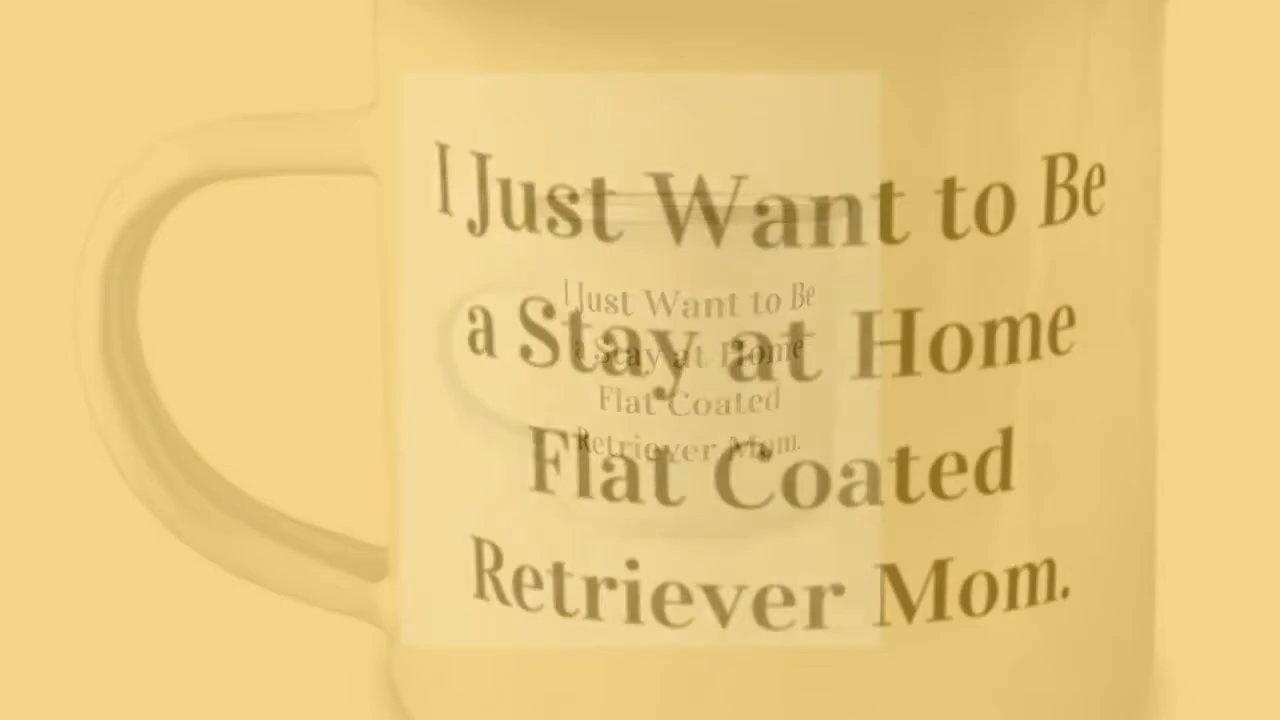 I Just Want to Be
a Stay at Home
Flat Coated
Retriever Mom.
I Just Want to Be
a Stay at Home
Flat Coated
Retriever Mom.